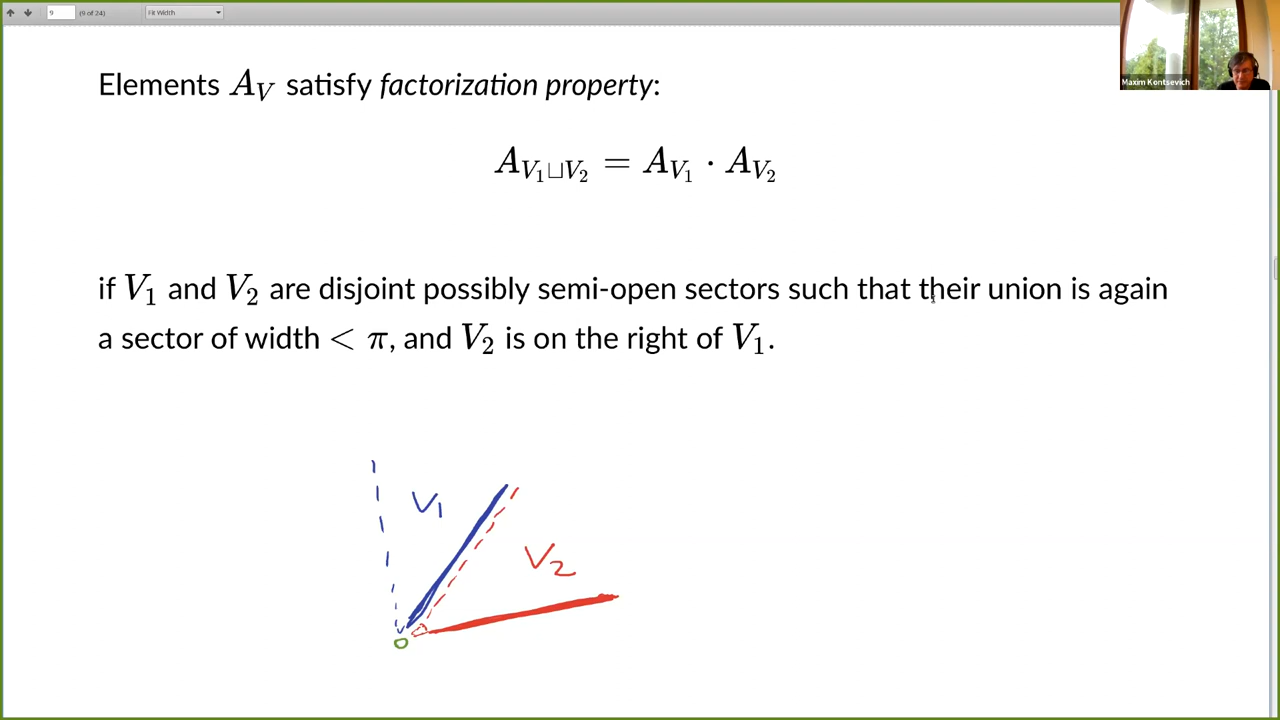 9 (9 of 24) Fit Width
Maxim Kontsevich
Elements A_V satisfy factorization property:
A_{V_1⊔V_2} = A_{V_1} · A_{V_2}
if V_1 and V_2 are disjoint possibly semi-open sectors such that their union is again
a sector of width < π, and V_2 is on the right of V_1.
V_1
V_2
0